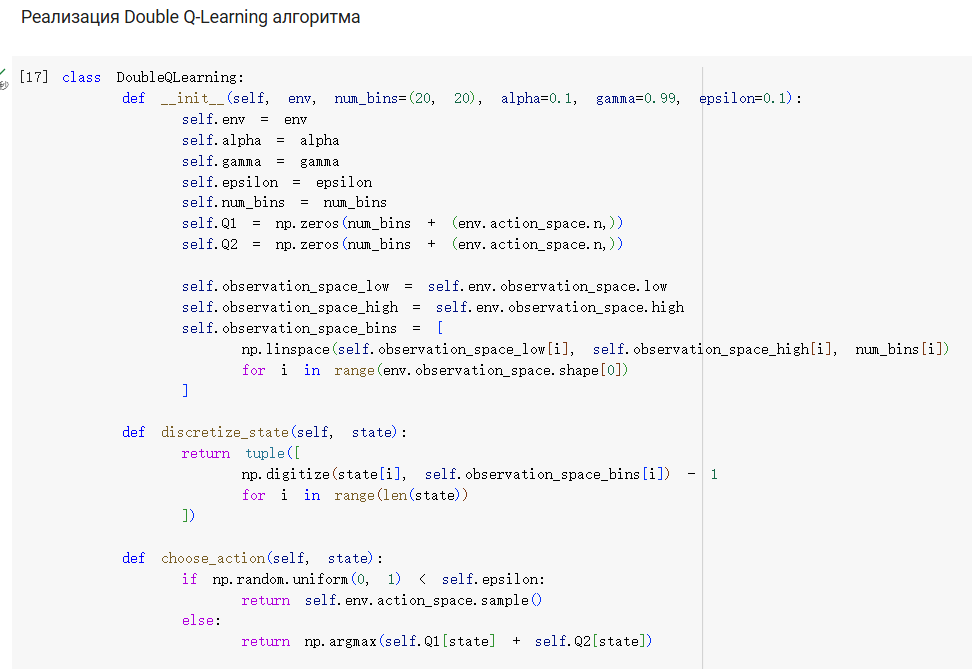 Реализация Double Q-Learning алгоритма
[17] class DoubleQLearning:
def __init__(self, env, num_bins=(20, 20), alpha=0.1, gamma=0.99, epsilon=0.1):
self.env = env
self.alpha = alpha
self.gamma = gamma
self.epsilon = epsilon
self.num_bins = num_bins
self.Q1 = np.zeros(num_bins + (env.action_space.n,))
self.Q2 = np.zeros(num_bins + (env.action_space.n,))
self.observation_space_low = self.env.observation_space.low
self.observation_space_high = self.env.observation_space.high
self.observation_space_bins = [
np.linspace(self.observation_space_low[i], self.observation_space_high[i], num_bins[i])
for i in range(env.observation_space.shape[0])
]
def discretize_state(self, state):
return tuple([
np.digitize(state[i], self.observation_space_bins[i]) - 1
for i in range(len(state))
])
def choose_action(self, state):
if np.random.uniform(0, 1) < self.epsilon:
return self.env.action_space.sample()
else:
return np.argmax(self.Q1[state] + self.Q2[state])